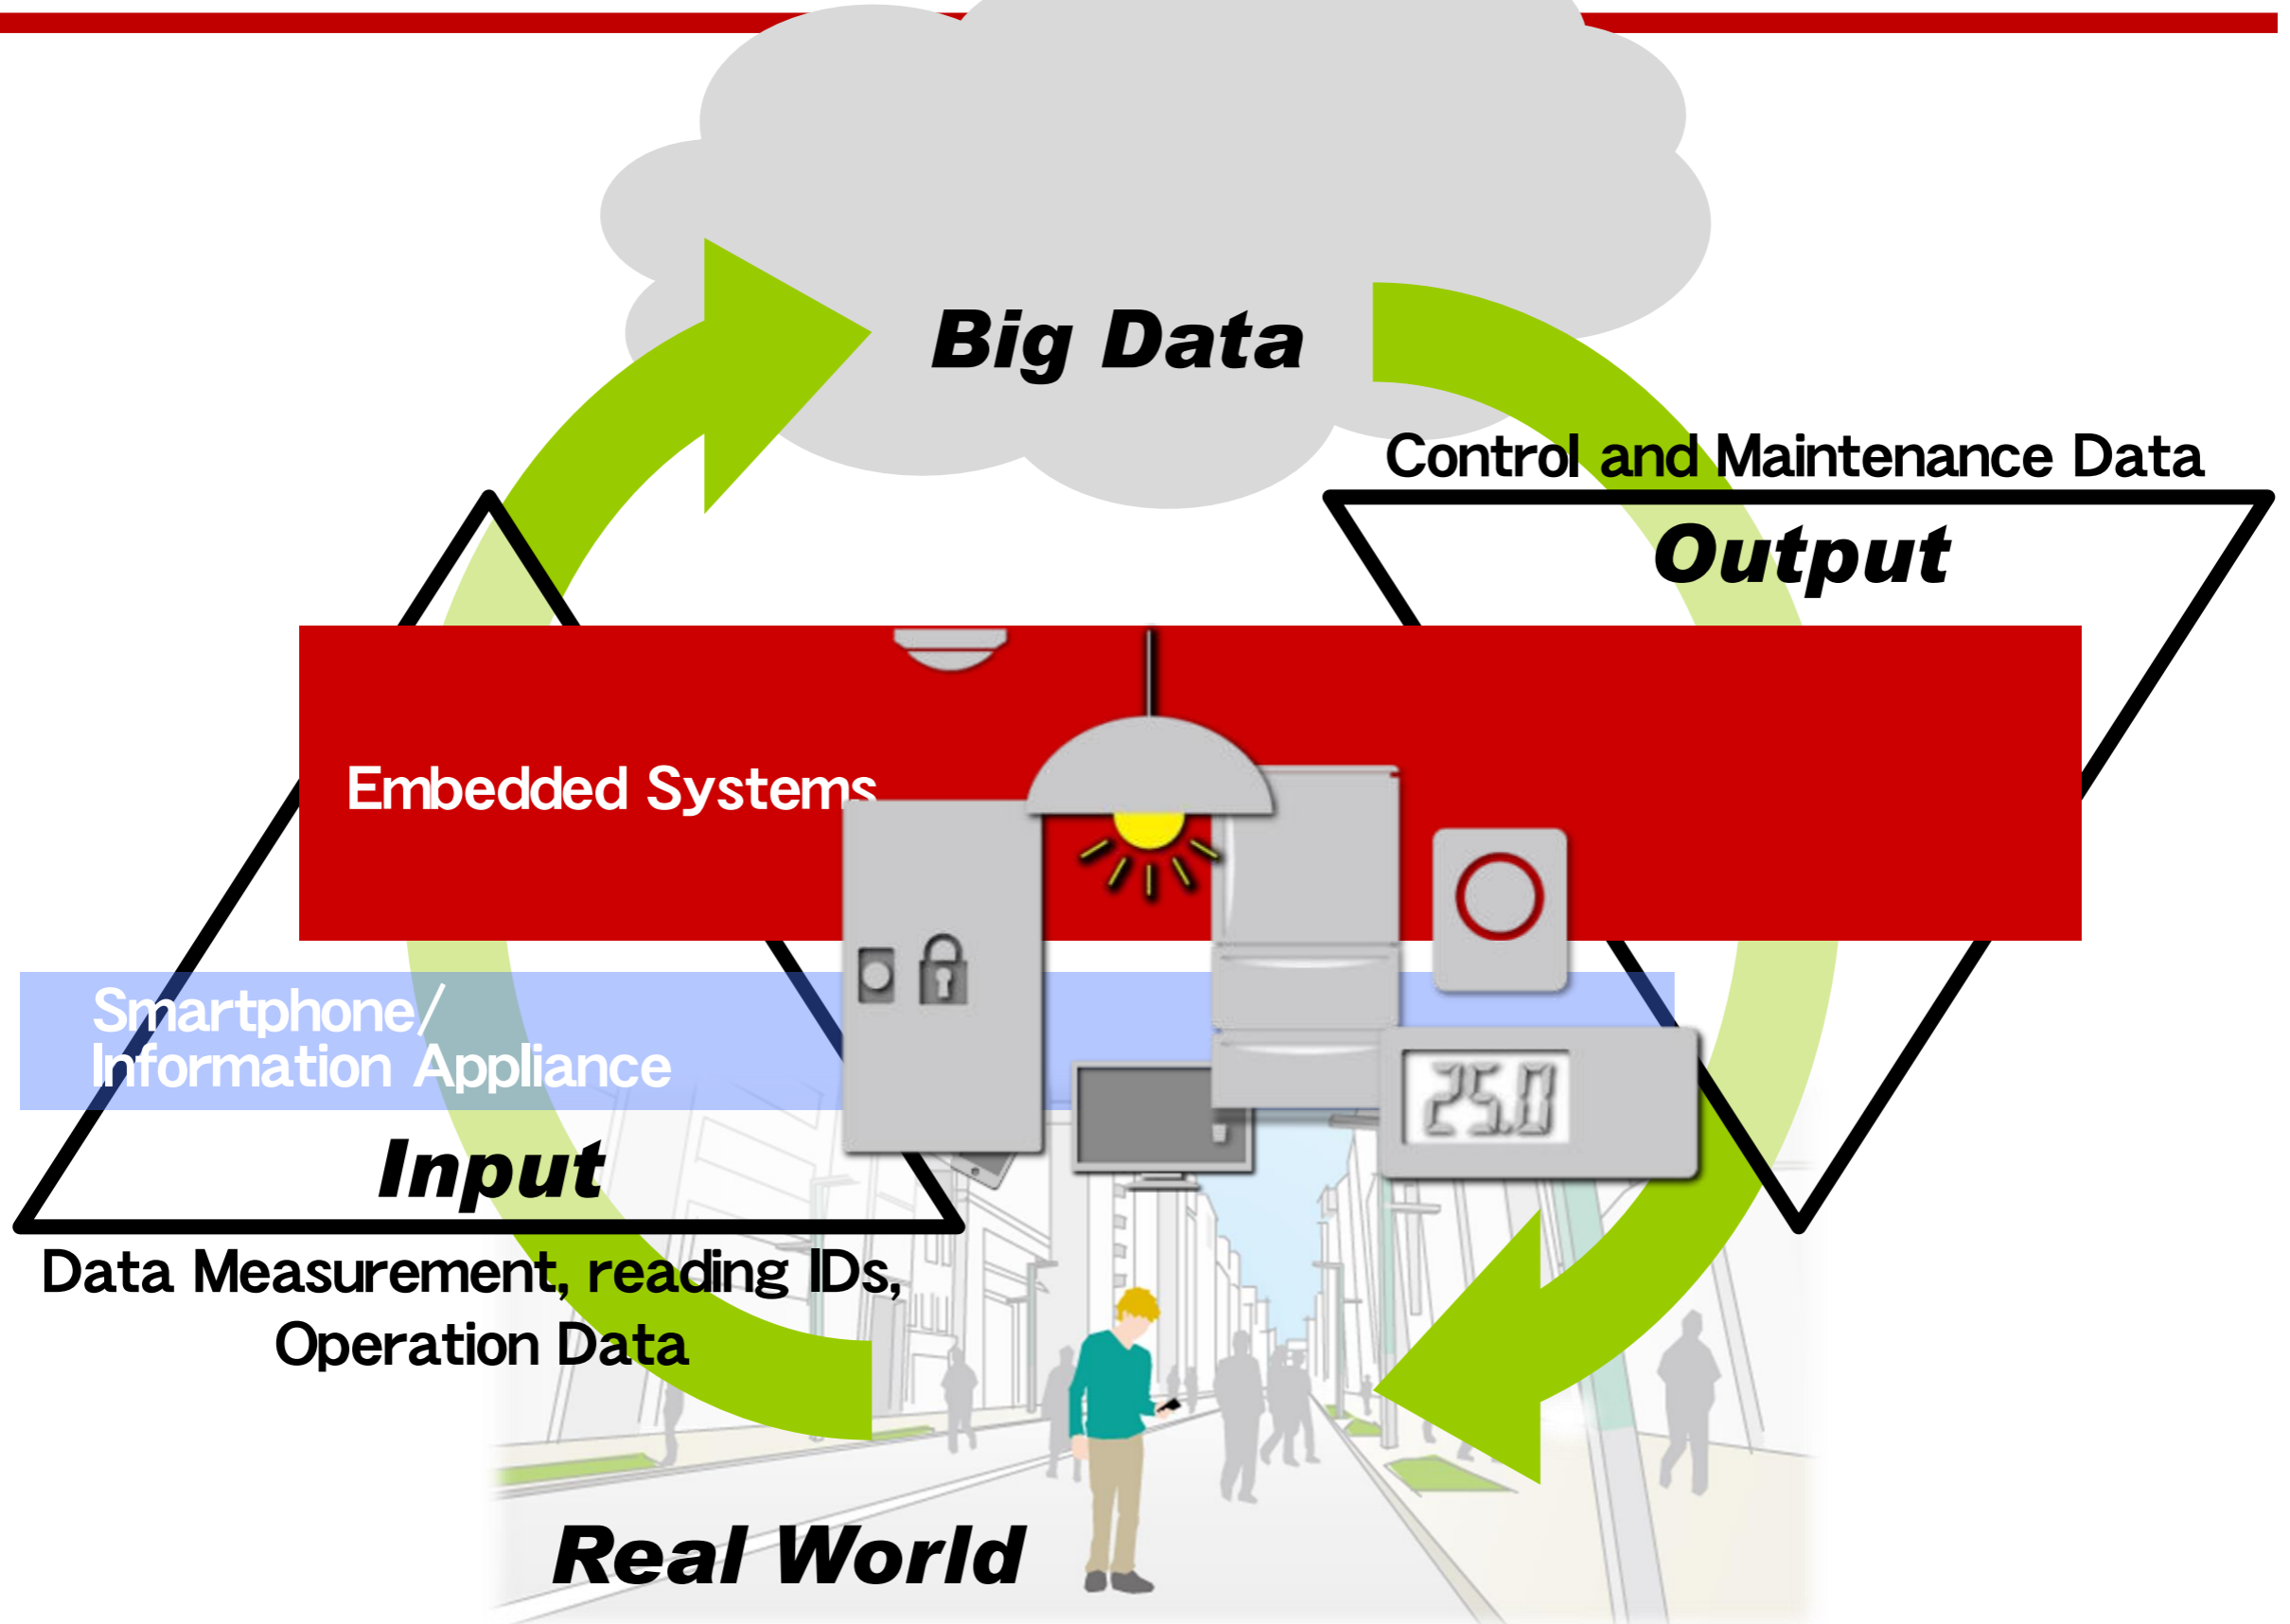 Big Data
Control and Maintenance Data
Output
Embedded Systems
Smartphone/
Information Appliance
25.0
Input
Data Measurement, reading IDs,
Operation Data
Real World